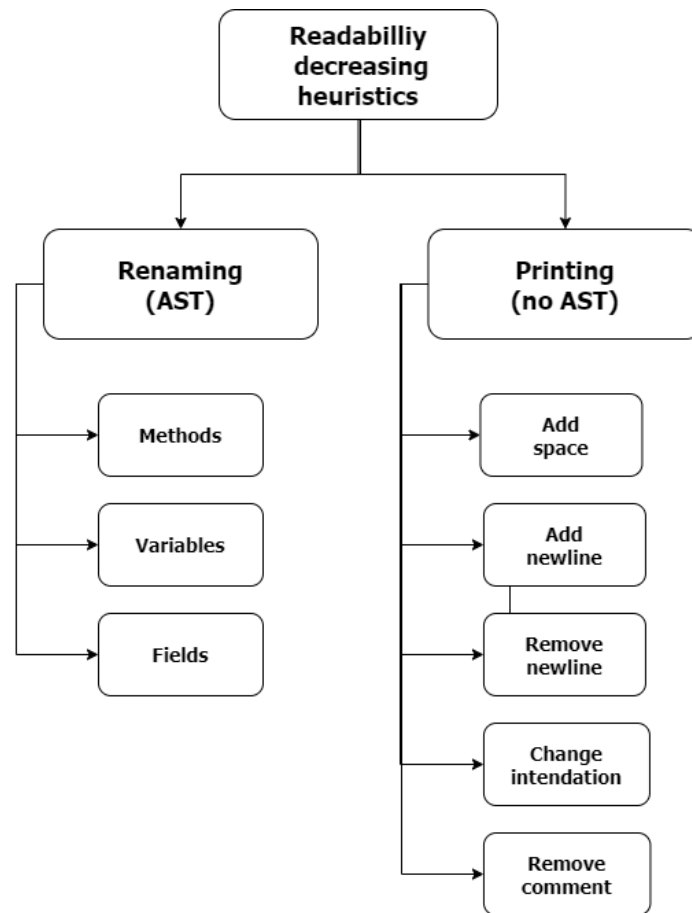 Readabilliy
decreasing
heuristics
Renaming
(AST)
Methods
Variables
Fields
Printing
(no AST)
Add
space
Add
newline
Remove
newline
Change
intendation
Remove
comment